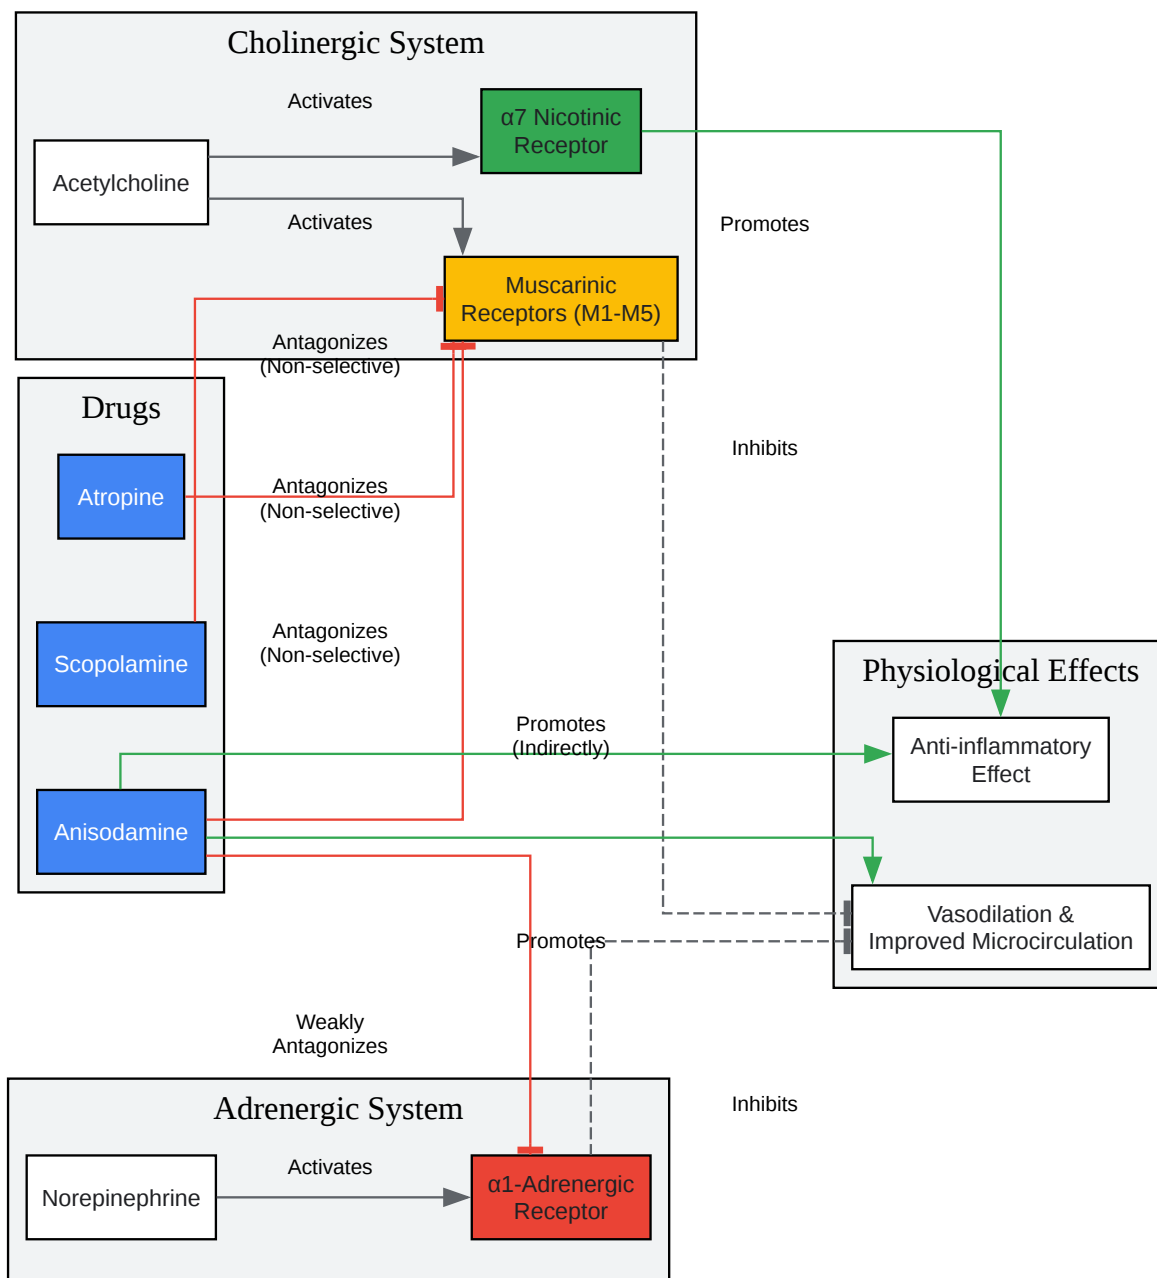 Cholinergic System
Activates
α7 Nicotinic
Receptor
Acetylcholine
Activates
Promotes
Muscarinic
Receptors (M1-M5)
Antagonizes
(Non-selective)
Drugs
Inhibits
Atropine
Antagonizes
(Non-selective)
Scopolamine
Antagonizes
(Non-selective)
Physiological Effects
Promotes
(Indirectly)
Anti-inflammatory
Effect
Anisodamine
Vasodilation &
Improved Microcirculation
Promotes
Weakly
Antagonizes
Adrenergic System
Inhibits
Activates
Norepinephrine
α1-Adrenergic
Receptor